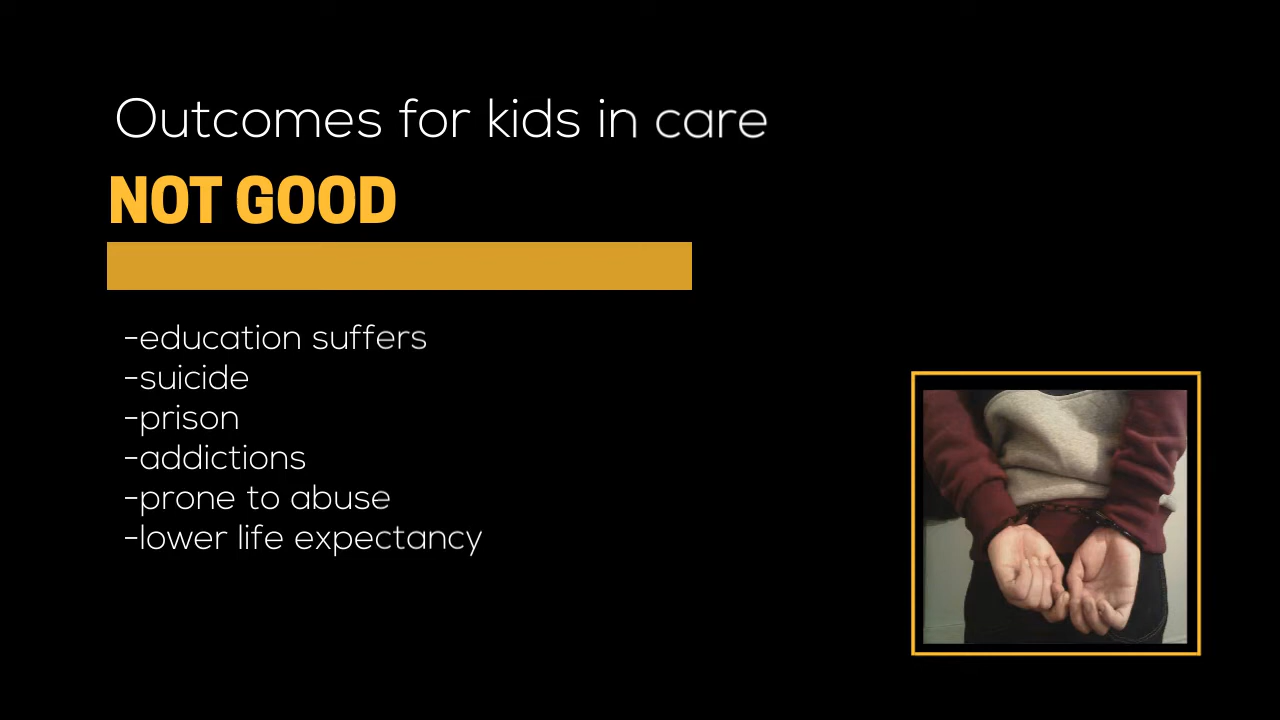 Outcomes for kids in care
NOT GOOD
-education suffers
-suicide
-prison
-addictions
-prone to abuse
-lower life expectancy